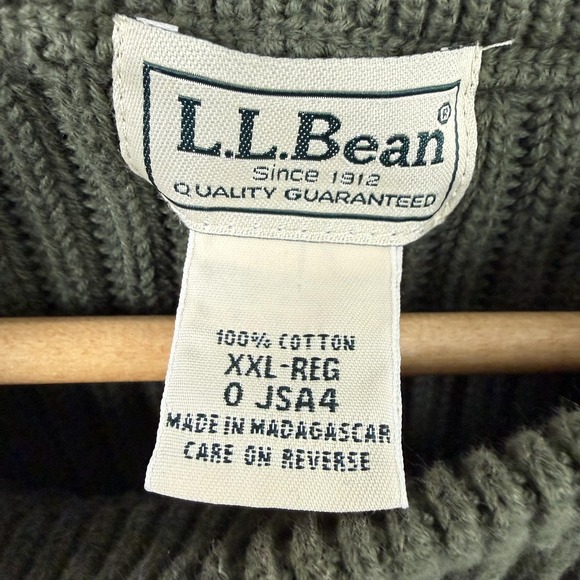 L.L.Bean®
Since 1912
QUALITY GUARANTEED
100% COTTON
XXL-REG
0 JSA4
MADE IN MADAGASCAR
CARE ON REVERSE